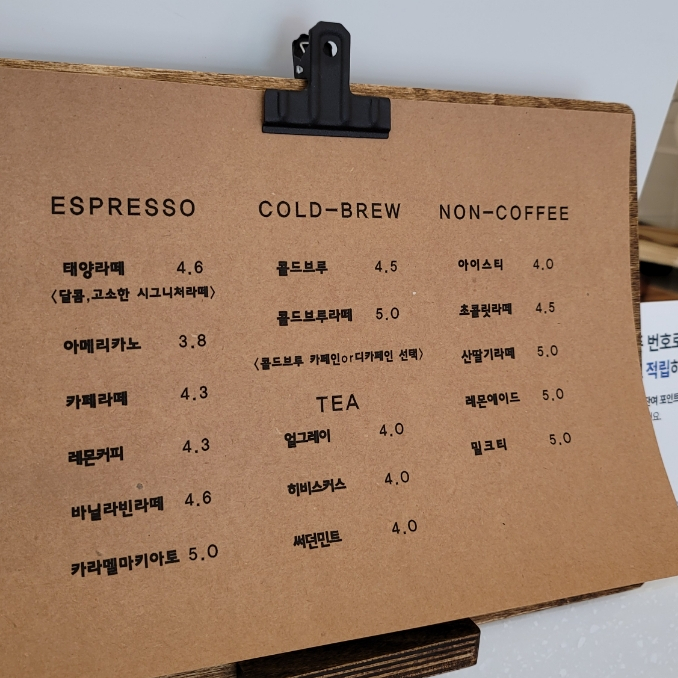 ESPRESSO
태양라떼 4.6
<달콤,고소한 시그니처라떼>
아메리카노 3.8
카페라떼 4.3
레몬커피 4.3
바닐라빈라떼 4.6
카라멜마키아토 5.0
COLD-BREW
콜드브루 4.5
콜드브루라떼 5.0
<콜드브루 카페인or디카페인 선택>
TEA
얼그레이 4.0
히비스커스 4.0
써던민트 4.0
NON-COFFEE
아이스티 4.0
초콜릿라떼 4.5
산딸기라떼 5.0
레몬에이드 5.0
밀크티 5.0
번호로
적립하
포인트